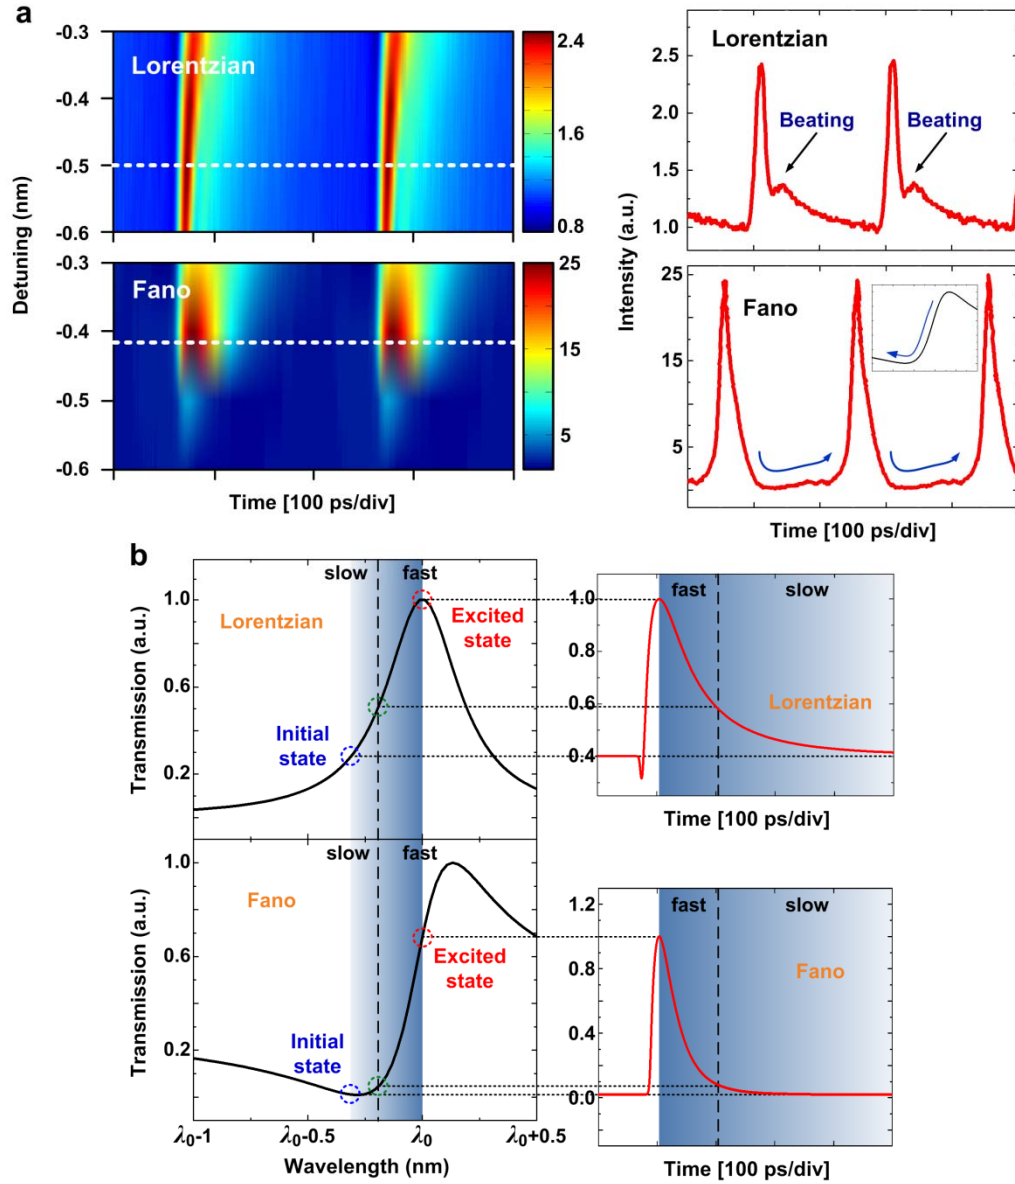 a
-0.3
-0.4
-0.5
-0.6
Lorentzian
2.4
1.6
0.8
-0.3
-0.4
-0.5
-0.6
Fano
25
15
5
Detuning (nm)
Time [100 ps/div]
2.5
2.0
1.5
1.0
Lorentzian
Beating
Beating
Intensity (a.u.)
25
20
15
5
Fano
Time [100 ps/div]
b
slow
fast
1.0
0.6
0.2
Lorentzian
Excited
state
Initial
state
Transmission (a.u.)
slow
fast
1.0
0.6
0.2
Fano
Excited
state
Initial
state
Transmission (a.u.)
λ0-1
λ0-0.5
λ0
λ0+0.5
Wavelength (nm)
fast
slow
1.0
0.8
0.6
0.4
Lorentzian
Time [100 ps/div]
fast
slow
1.2
0.8
0.4
0.0
Fano
Time [100 ps/div]